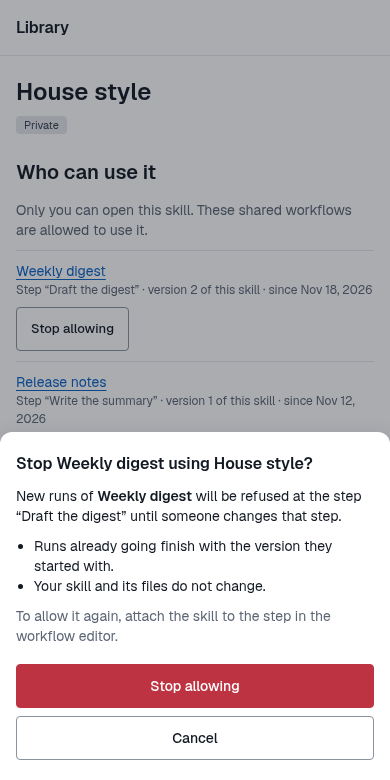 Library
House style
Private
Who can use it
Only you can open this skill. These shared workflows
are allowed to use it.
Weekly digest
Step “Draft the digest” · version 2 of this skill · since Nov 18, 2026
Stop allowing
Release notes
Step “Write the summary” · version 1 of this skill · since Nov 12,
2026
Stop Weekly digest using House style?
New runs of Weekly digest will be refused at the step
“Draft the digest” until someone changes that step.
• Runs already going finish with the version they
started with.
• Your skill and its files do not change.
To allow it again, attach the skill to the step in the
workflow editor.
Stop allowing
Cancel